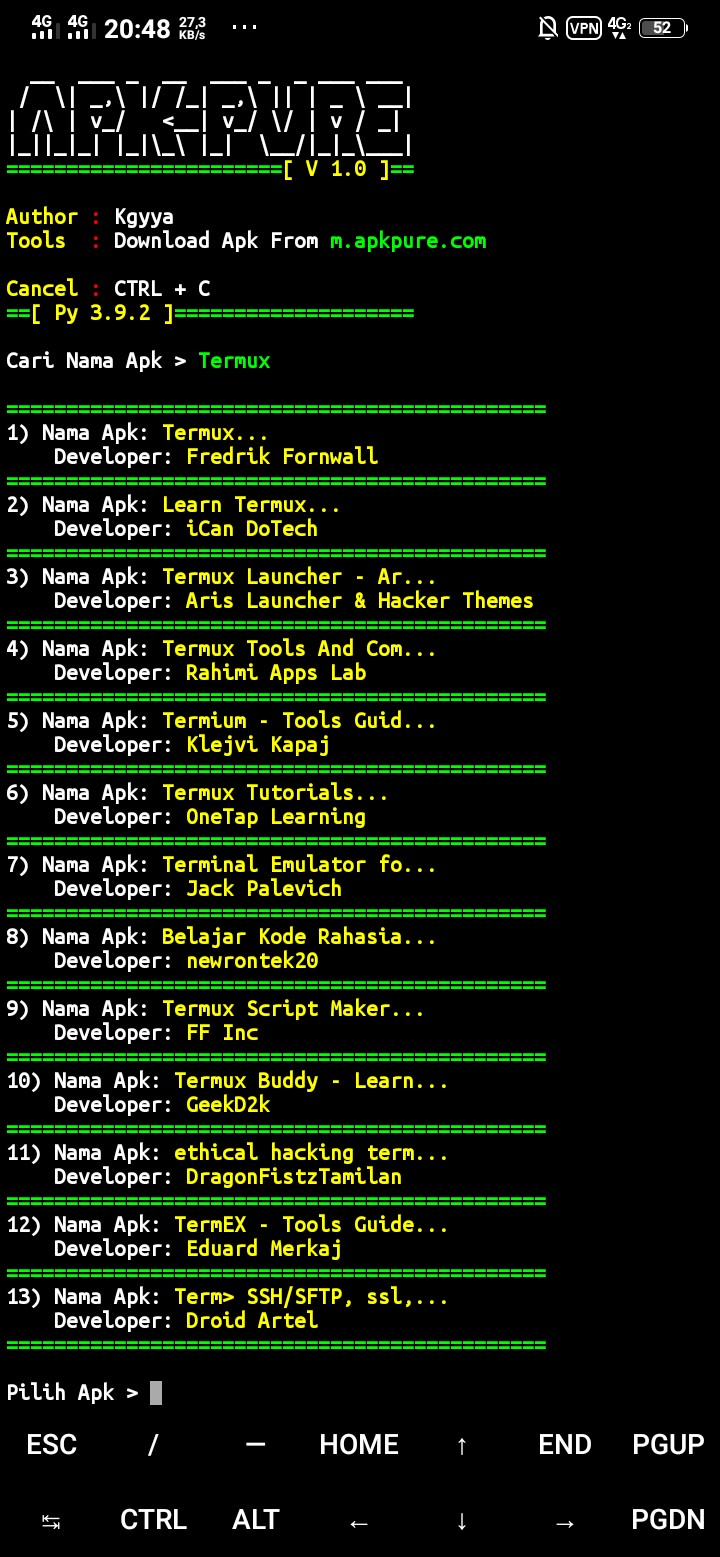 4G 4G 20:48 27,3 KB/s ... VPN 4G2 52
APK-PURE
======================[ V 1.0 ]==
Author : Kgyya
Tools : Download Apk From m.apkpure.com
Cancel : CTRL + C
==[ Py 3.9.2 ]====================
Cari Nama Apk > Termux
=============================================
1) Nama Apk: Termux...
Developer: Fredrik Fornwall
=============================================
2) Nama Apk: Learn Termux...
Developer: iCan DoTech
=============================================
3) Nama Apk: Termux Launcher - Ar...
Developer: Aris Launcher & Hacker Themes
=============================================
4) Nama Apk: Termux Tools And Com...
Developer: Rahimi Apps Lab
=============================================
5) Nama Apk: Termium - Tools Guid...
Developer: Klejvi Kapaj
=============================================
6) Nama Apk: Termux Tutorials...
Developer: OneTap Learning
=============================================
7) Nama Apk: Terminal Emulator fo...
Developer: Jack Palevich
=============================================
8) Nama Apk: Belajar Kode Rahasia...
Developer: newrontek20
=============================================
9) Nama Apk: Termux Script Maker...
Developer: FF Inc
=============================================
10) Nama Apk: Termux Buddy - Learn...
Developer: GeekD2k
=============================================
11) Nama Apk: ethical hacking term...
Developer: DragonFistzTamilan
=============================================
12) Nama Apk: TermEX - Tools Guide...
Developer: Eduard Merkaj
=============================================
13) Nama Apk: Term> SSH/SFTP, ssl,...
Developer: Droid Artel
=============================================
Pilih Apk >
ESC / — HOME ↑ END PGUP
↹ CTRL ALT ← ↓ → PGDN